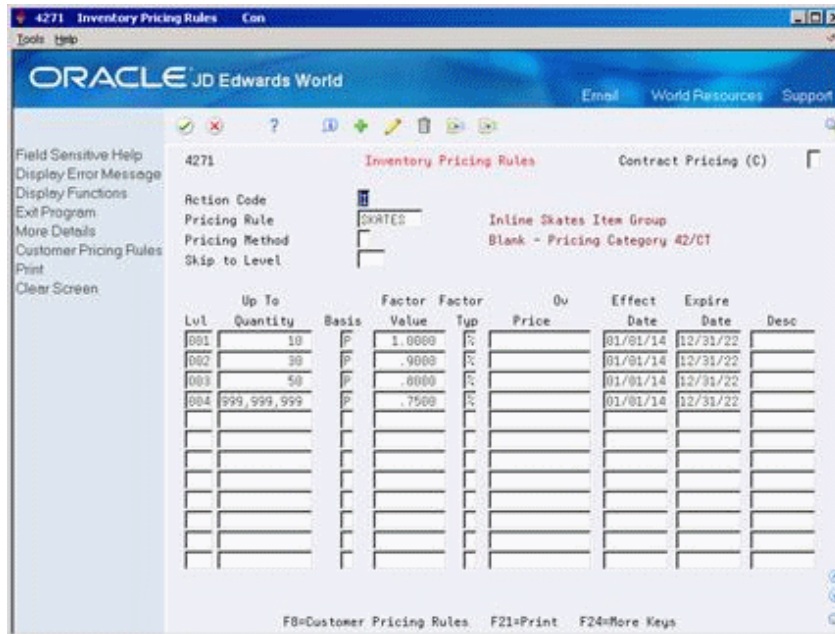 4271 Inventory Pricing Rules Con
Tools Help
ORACLE JD Edwards World
Email World Resources Support
Field Sensitive Help
Display Error Message
Display Functions
Exit Program
More Details
Customer Pricing Rules
Print
Clear Screen
4271 Inventory Pricing Rules Contract Pricing (C)
Action Code I
Pricing Rule SKATES Inline Skates Item Group
Pricing Method Blank - Pricing Category 42/CT
Skip to Level
Up To Factor Factor Ov Effect Expire
Lvl Quantity Basis Value Typ Price Date Date Desc
001 10 P 1.0000 % 01/01/14 12/31/22
002 30 P .9000 % 01/01/14 12/31/22
003 50 P .8000 % 01/01/14 12/31/22
004 999,999,999 P .7500 % 01/01/14 12/31/22
F8=Customer Pricing Rules F21=Print F24=More Keys